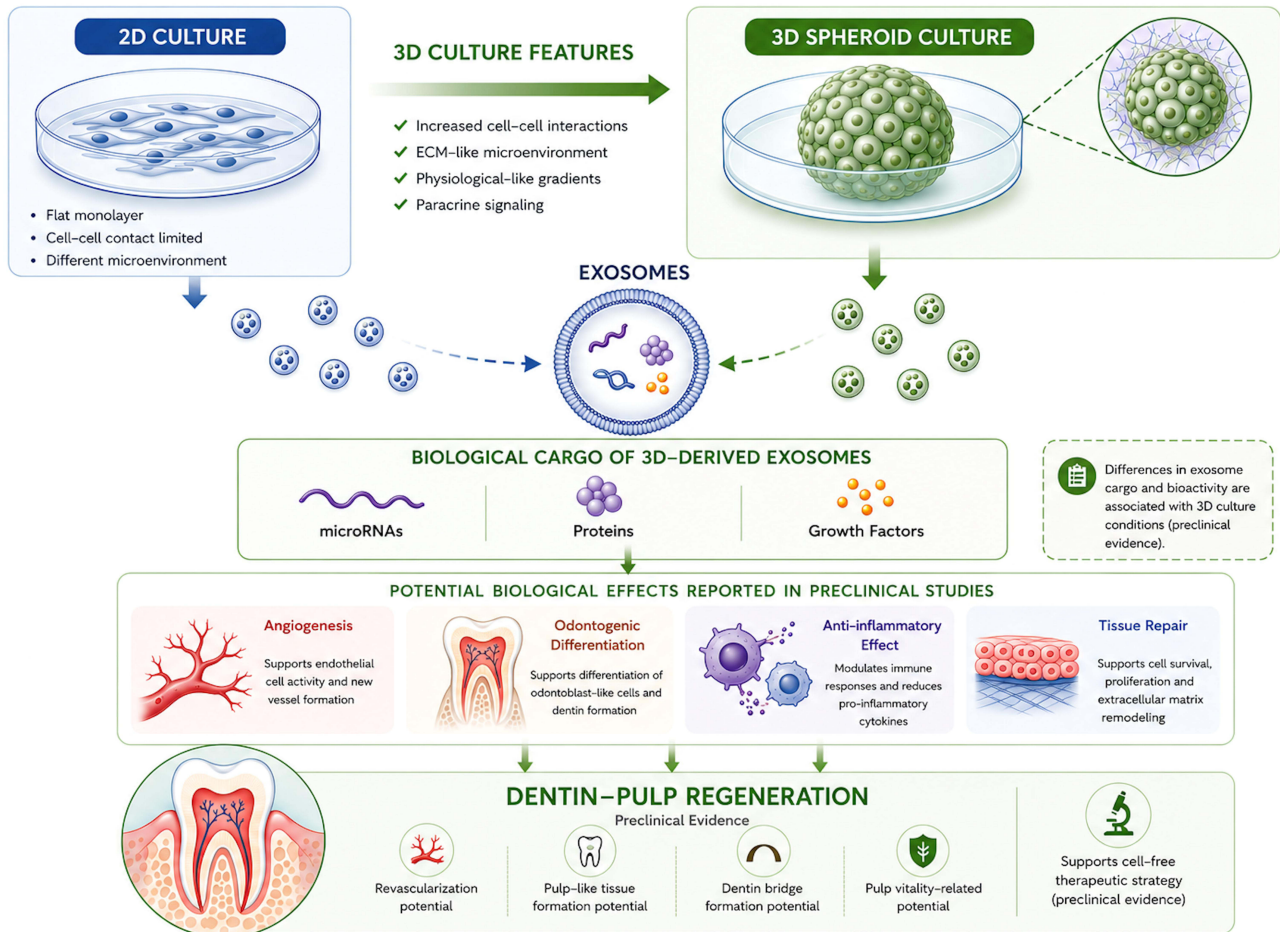 2D CULTURE
• Flat monolayer
• Cell–cell contact limited
• Different microenvironment
3D CULTURE FEATURES
✓ Increased cell–cell interactions
✓ ECM–like microenvironment
✓ Physiological–like gradients
✓ Paracrine signaling
3D SPHEROID CULTURE
EXOSOMES
BIOLOGICAL CARGO OF 3D–DERIVED EXOSOMES
microRNAs
Proteins
Growth Factors
Differences in exosome
cargo and bioactivity are
associated with 3D culture
conditions (preclinical
evidence).
POTENTIAL BIOLOGICAL EFFECTS REPORTED IN PRECLINICAL STUDIES
Angiogenesis
Supports endothelial
cell activity and new
vessel formation
Odontogenic
Differentiation
Supports differentiation of
odontoblast–like cells and
dentin formation
Anti–inflammatory
Effect
Modulates immune
responses and reduces
pro–inflammatory
cytokines
Tissue Repair
Supports cell survival,
proliferation and
extracellular matrix
remodeling
DENTIN–PULP REGENERATION
Preclinical Evidence
Revascularization
potential
Pulp–like tissue
formation potential
Dentin bridge
formation potential
Pulp vitality–related
potential
Supports cell–free
therapeutic strategy
(preclinical evidence)